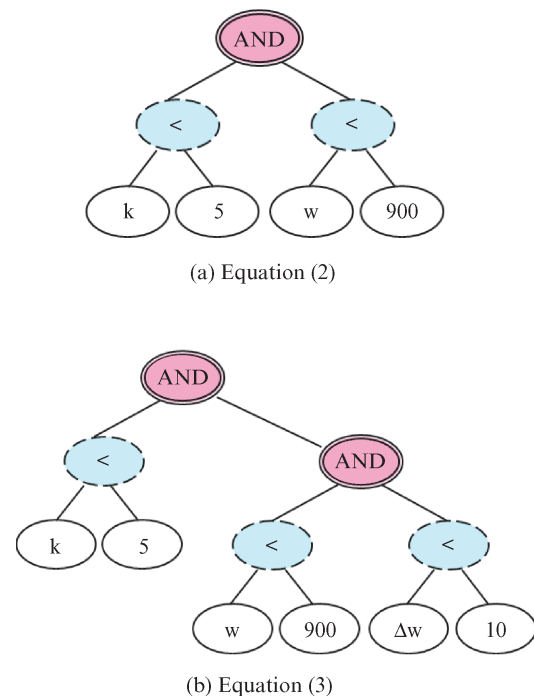 AND
< <
k 5 w 900
(a) Equation (2)
AND
< AND
k 5 < <
w 900 Δw 10
(b) Equation (3)